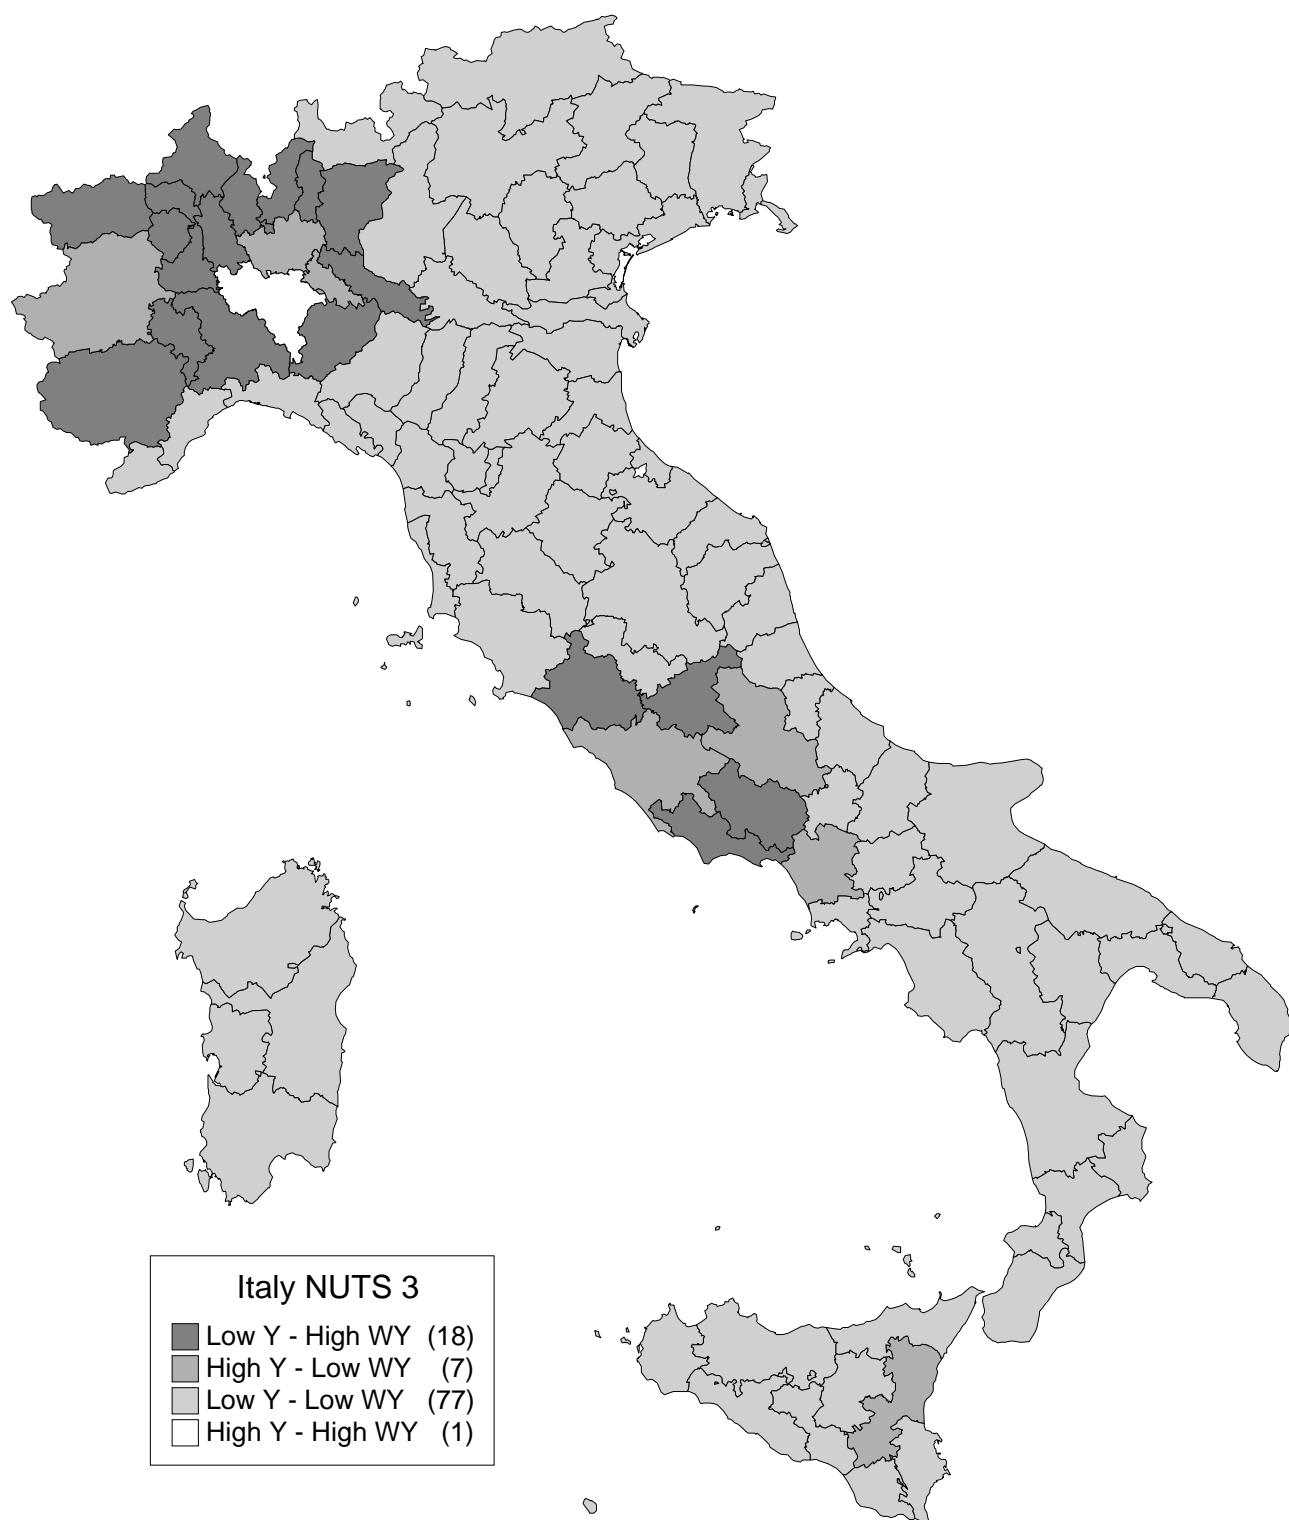 Italy NUTS 3
Low Y - High WY (18)
High Y - Low WY (7)
Low Y - Low WY (77)
High Y - High WY (1)